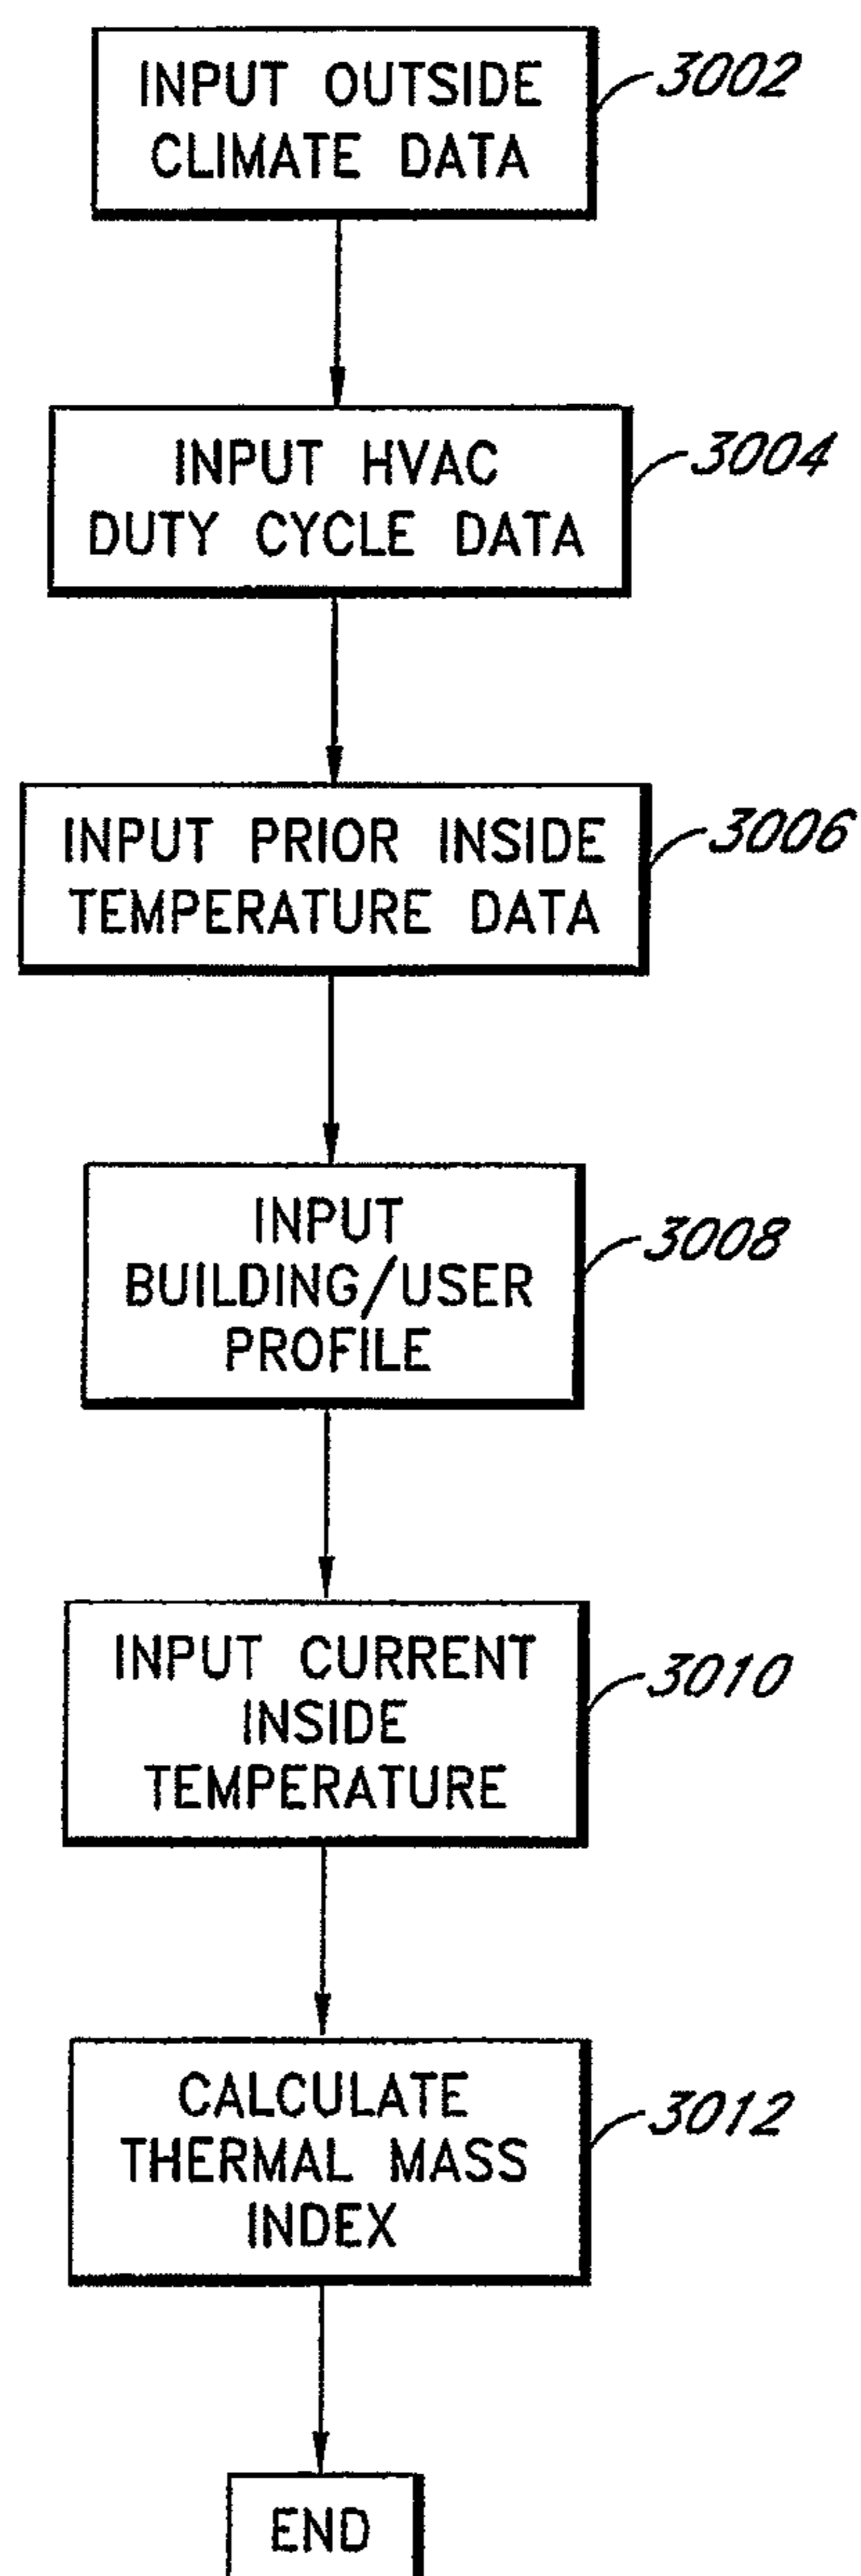 INPUT OUTSIDE
CLIMATE DATA
3002
INPUT HVAC
DUTY CYCLE DATA
3004
INPUT PRIOR INSIDE
TEMPERATURE DATA
3006
INPUT
BUILDING/USER
PROFILE
3008
INPUT CURRENT
INSIDE
TEMPERATURE
3010
CALCULATE
THERMAL MASS
INDEX
3012
END